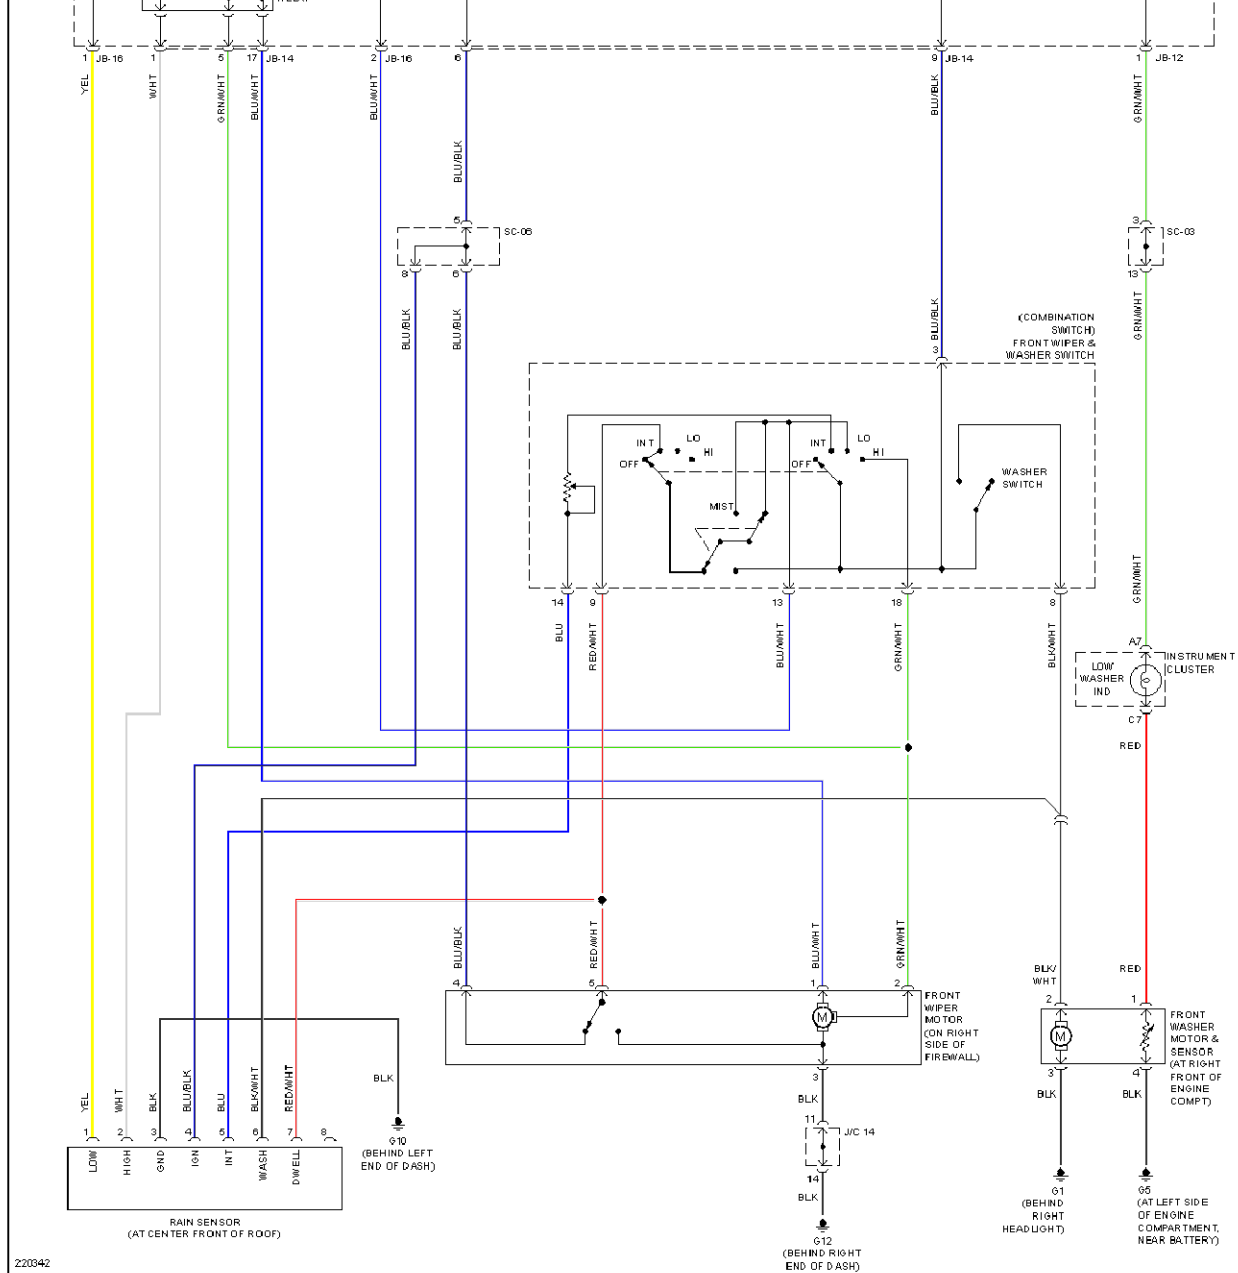 1 JB-16 1 5 17 JB-14 2 JB-16 6 9 JB-14 1 JB-12
YEL WHT GRN/WHT BLU/WHT BLU/WHT BLU/BLK GRN/WHT
BLU/BLK
5 SC-06 3 SC-03
8 6 13
BLU/BLK BLU/BLK BLU/BLK GRN/WHT
(COMBINATION
SWITCH)
FRONT WIPER &
WASHER SWITCH
3
INT LO HI OFF
INT LO HI OFF
MIST
WASHER
SWITCH
14 9 13 18 8
BLU RED/WHT BLU/WHT GRN/WHT BLK/WHT GRN/WHT
A7
INSTRUMENT
CLUSTER
LOW
WASHER
IND
C7
RED
BLU/BLK RED/WHT BLU/WHT GRN/WHT
BLK/
WHT
RED
4 5 1 2 2 1
M
FRONT
WIPER
MOTOR
(ON RIGHT
SIDE OF
FIREWALL)
M
FRONT
WASHER
MOTOR &
SENSOR
(AT RIGHT
FRONT OF
ENGINE
COMPT)
3 3 4
BLK BLK BLK
11 J/C 14
14
BLK
G12
(BEHIND RIGHT
END OF DASH)
G1
(BEHIND
RIGHT
HEADLIGHT)
G5
(AT LEFT SIDE
OF ENGINE
COMPARTMENT,
NEAR BATTERY)
BLK
G10
(BEHIND LEFT
END OF DASH)
YEL WHT BLK BLU/BLK BLU BLK/WHT RED/WHT
1 2 3 4 5 6 7 8
LOW HIGH GND IGN INT WASH DWELL
RAIN SENSOR
(AT CENTER FRONT OF ROOF)
220342